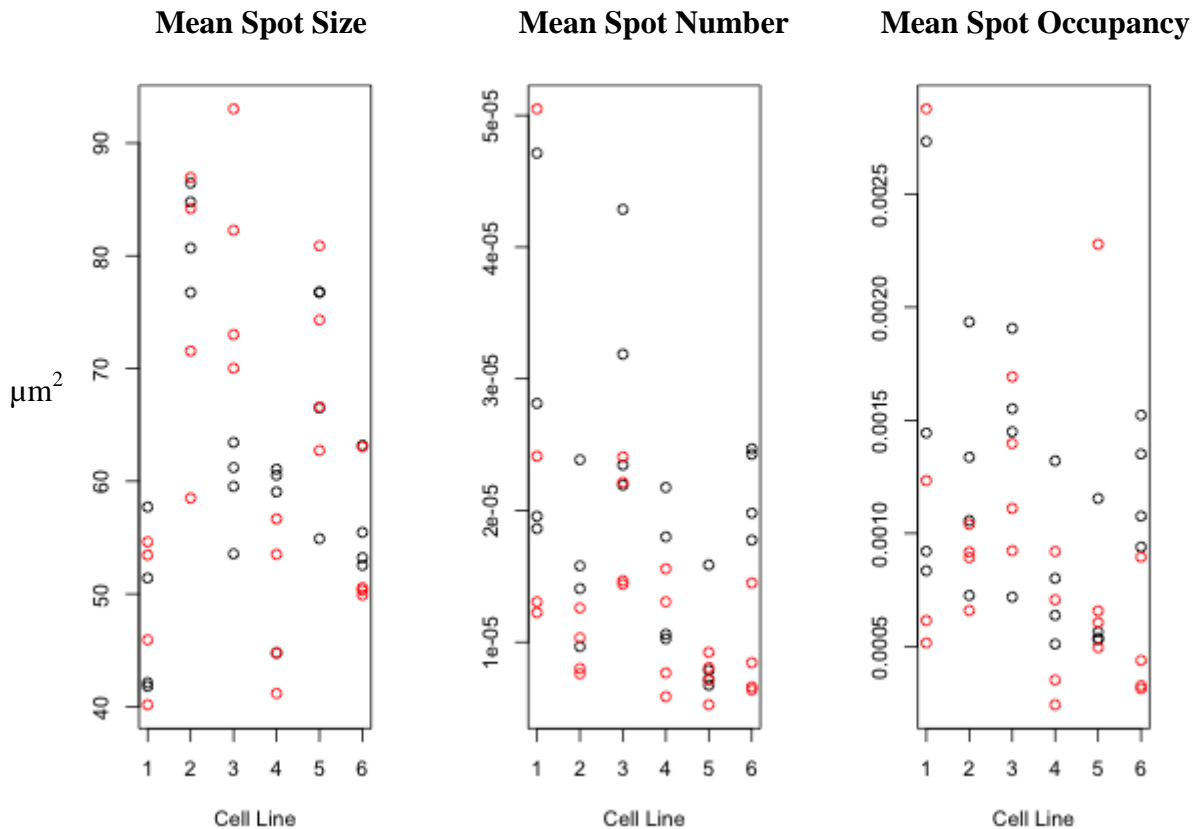 Mean Spot Size
Mean Spot Number
Mean Spot Occupancy
µm²
40
50
60
70
80
90
1 2 3 4 5 6
Cell Line
1e-05
2e-05
3e-05
4e-05
5e-05
1 2 3 4 5 6
Cell Line
0.0005
0.0010
0.0015
0.0020
0.0025
1 2 3 4 5 6
Cell Line